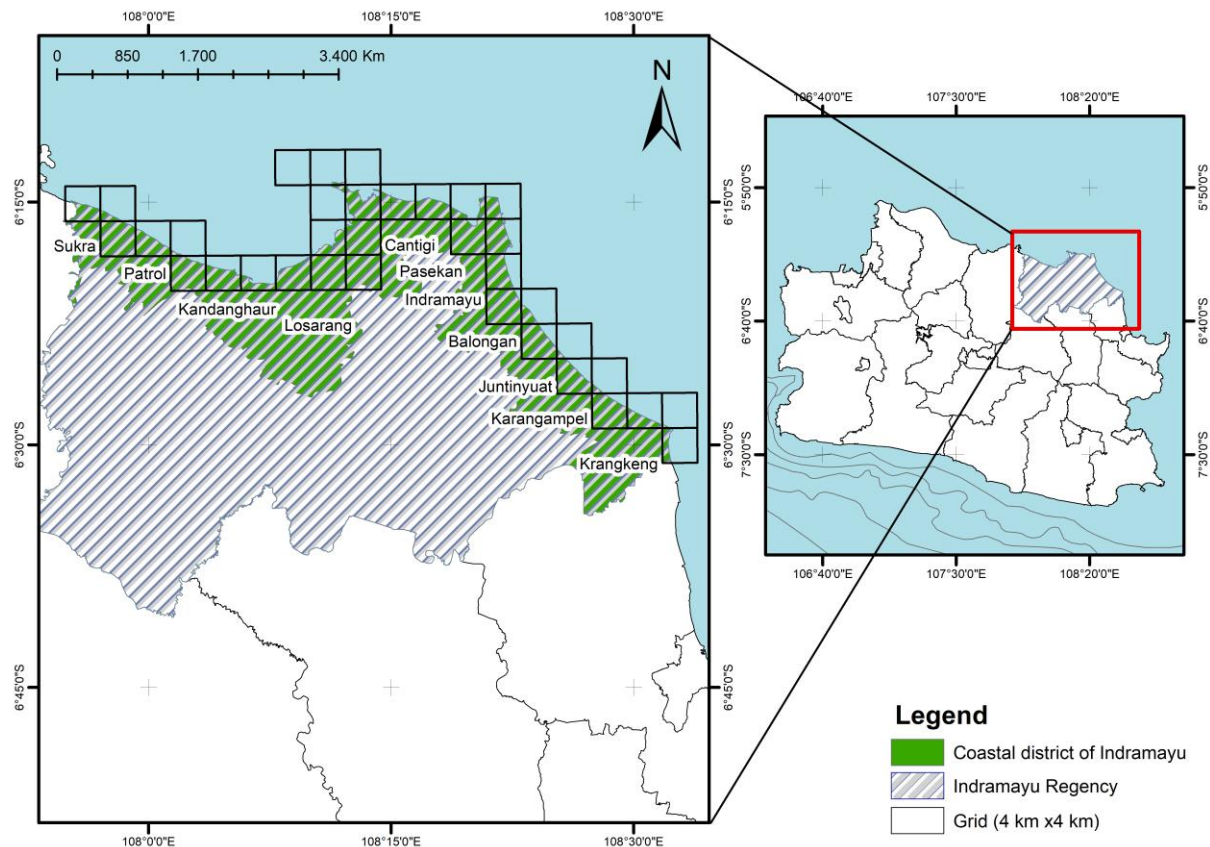 108°0'0"E 108°15'0"E 108°30'0"E
0 850 1.700 3.400 Km
N
6°15'0"S 6°15'0"S
Sukra
Patrol
Kandanghaur
Losarang
Cantigi
Pasekan
Indramayu
Balongan
Juntinyuat
Karangampel
Krangkeng
6°30'0"S 6°30'0"S
6°45'0"S 6°45'0"S
108°0'0"E 108°15'0"E 108°30'0"E
106°40'0"E 107°30'0"E 108°20'0"E
5°50'0"S 5°50'0"S
6°40'0"S 6°40'0"S
7°30'0"S 7°30'0"S
106°40'0"E 107°30'0"E 108°20'0"E
Legend
Coastal district of Indramayu
Indramayu Regency
Grid (4 km x4 km)